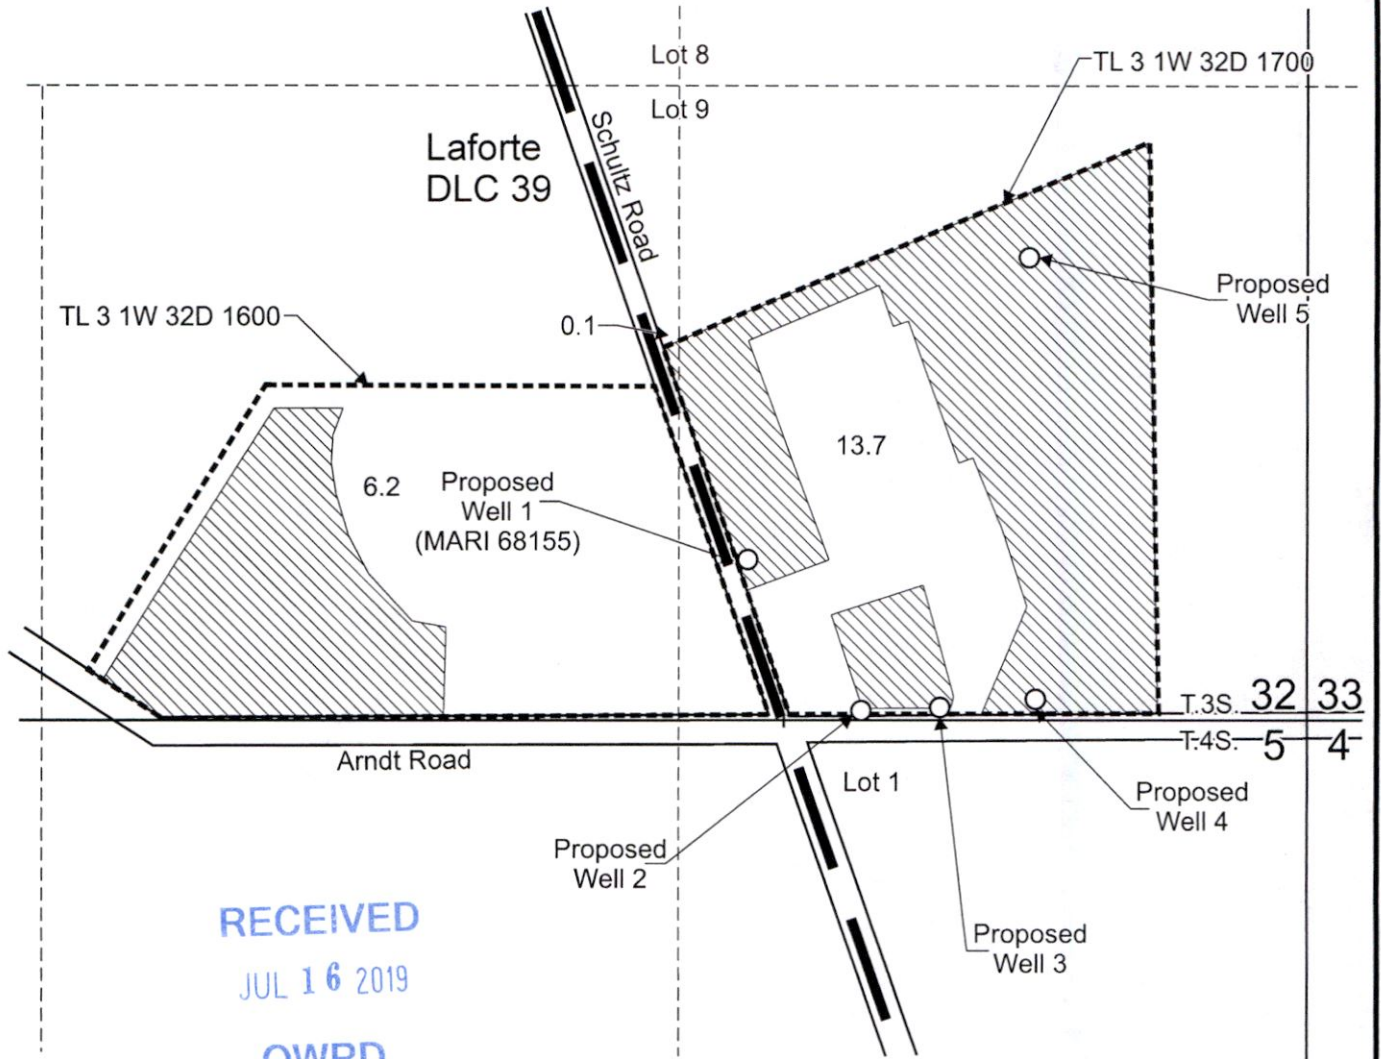 Lot 8
TL 3 1W 32D 1700
Lot 9
Schultz Road
Laforte
DLC 39
Proposed
Well 5
TL 3 1W 32D 1600
0.1
13.7
6.2
Proposed
Well 1
(MARI 68155)
T.3S. 32 33
T.4S. 5 4
Arndt Road
Lot 1
Proposed
Well 4
Proposed
Well 2
Proposed
Well 3
RECEIVED
JUL 16 2019
OWRD